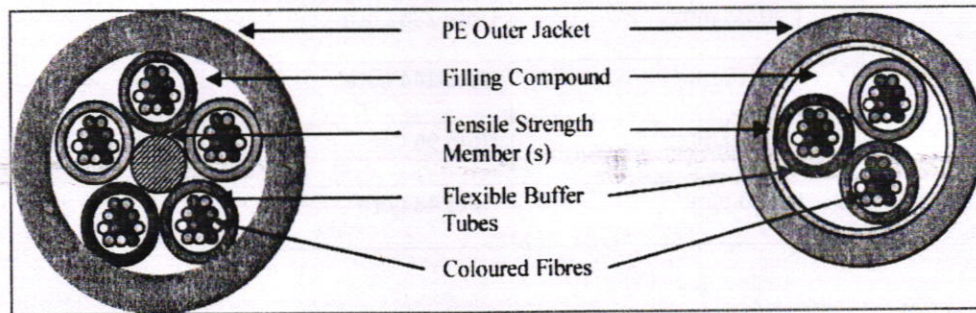 PE Outer Jacket
Filling Compound
Tensile Strength
Member (s)
Flexible Buffer
Tubes
Coloured Fibres